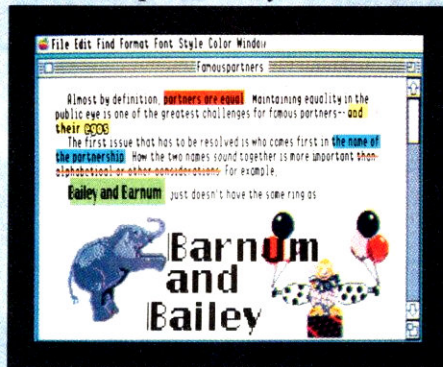 File Edit Find Format Font Style Color Window
Famouspartners
Almost by definition, partners are equal. Maintaining equality in the
public eye is one of the greatest challenges for famous partners--and
their egos
The first issue that has to be resolved is who comes first in the name of
the partnership. How the two names sound together is more important than
alphabetical or other considerations. For example,
Bailey and Barnum just doesn't have the same ring as
Barnum
and
Bailey